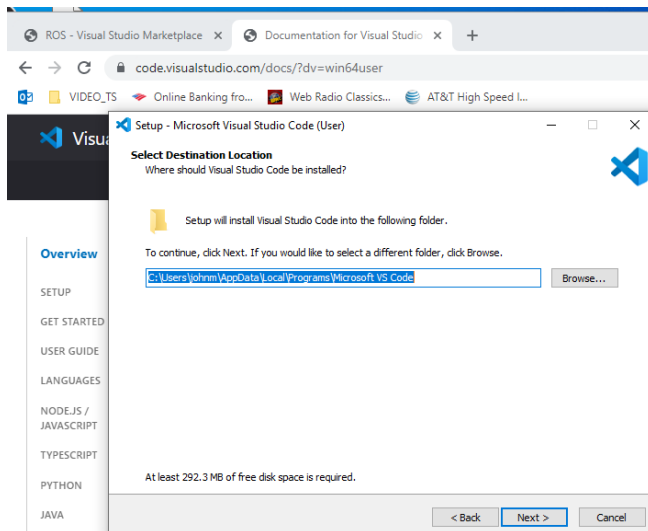 ROS - Visual Studio Marketplace
Documentation for Visual Studio
code.visualstudio.com/docs/?dv=win64user
VIDEO_TS
Online Banking fro...
Web Radio Classics...
AT&T High Speed I...
Visua
Setup - Microsoft Visual Studio Code (User)
Select Destination Location
Where should Visual Studio Code be installed?
Setup will install Visual Studio Code into the following folder.
To continue, click Next. If you would like to select a different folder, click Browse.
C:\Users\johnm\AppData\Local\Programs\Microsoft VS Code
Browse...
Overview
SETUP
GET STARTED
USER GUIDE
LANGUAGES
NODE.JS /
JAVASCRIPT
TYPESCRIPT
PYTHON
JAVA
At least 292.3 MB of free disk space is required.
< Back
Next >
Cancel